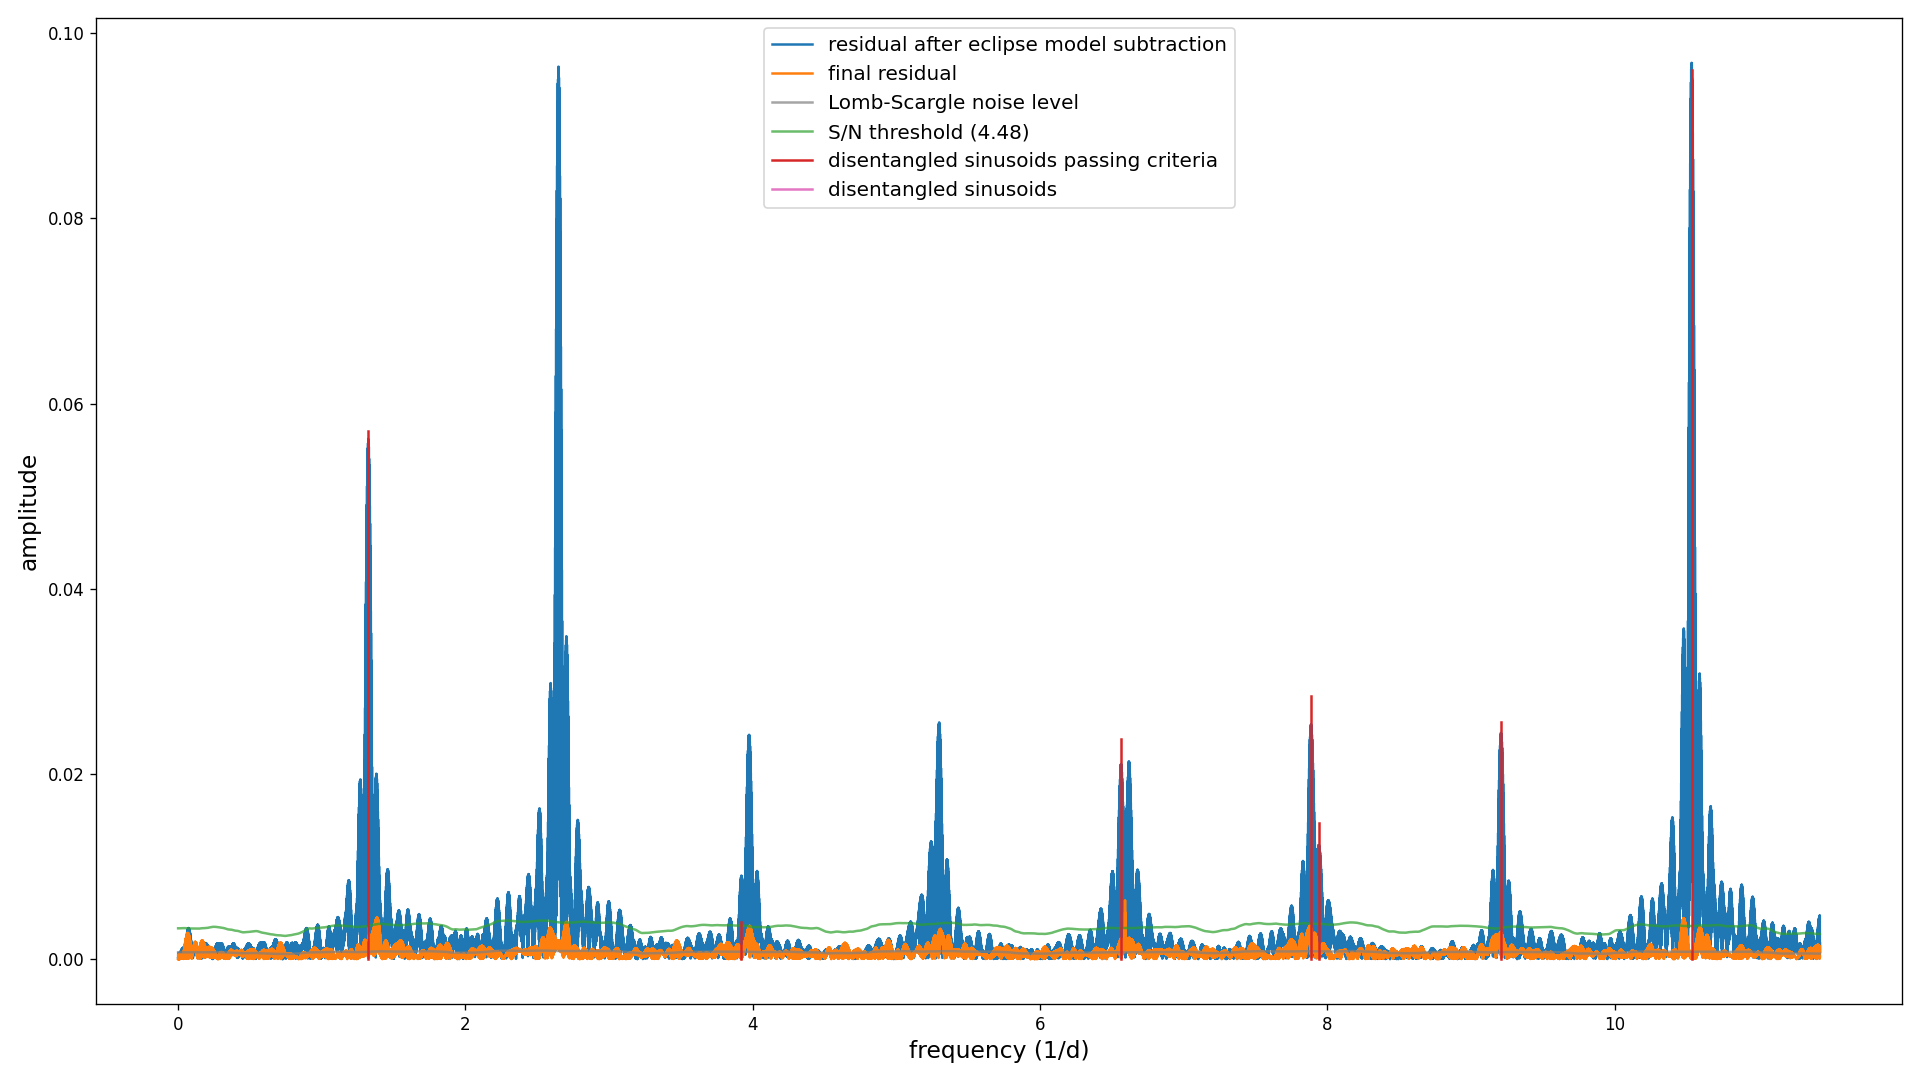 residual after eclipse model subtraction
final residual
Lomb-Scargle noise level
S/N threshold (4.48)
disentangled sinusoids passing criteria
disentangled sinusoids
0.10
0.08
0.06
0.04
0.02
0.00
amplitude
0 2 4 6 8 10
frequency (1/d)